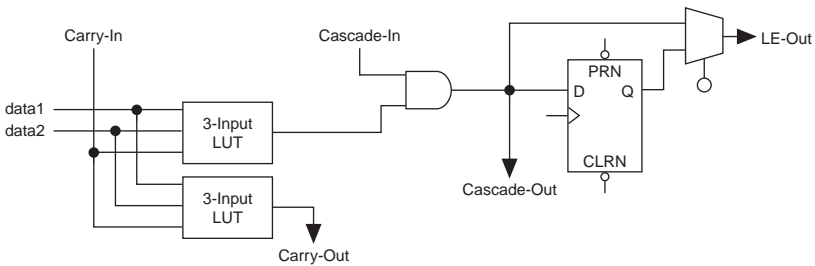 Carry-In
Cascade-In
LE-Out
PRN
D
Q
data1
data2
3-Input
LUT
CLRN
Cascade-Out
3-Input
LUT
Carry-Out